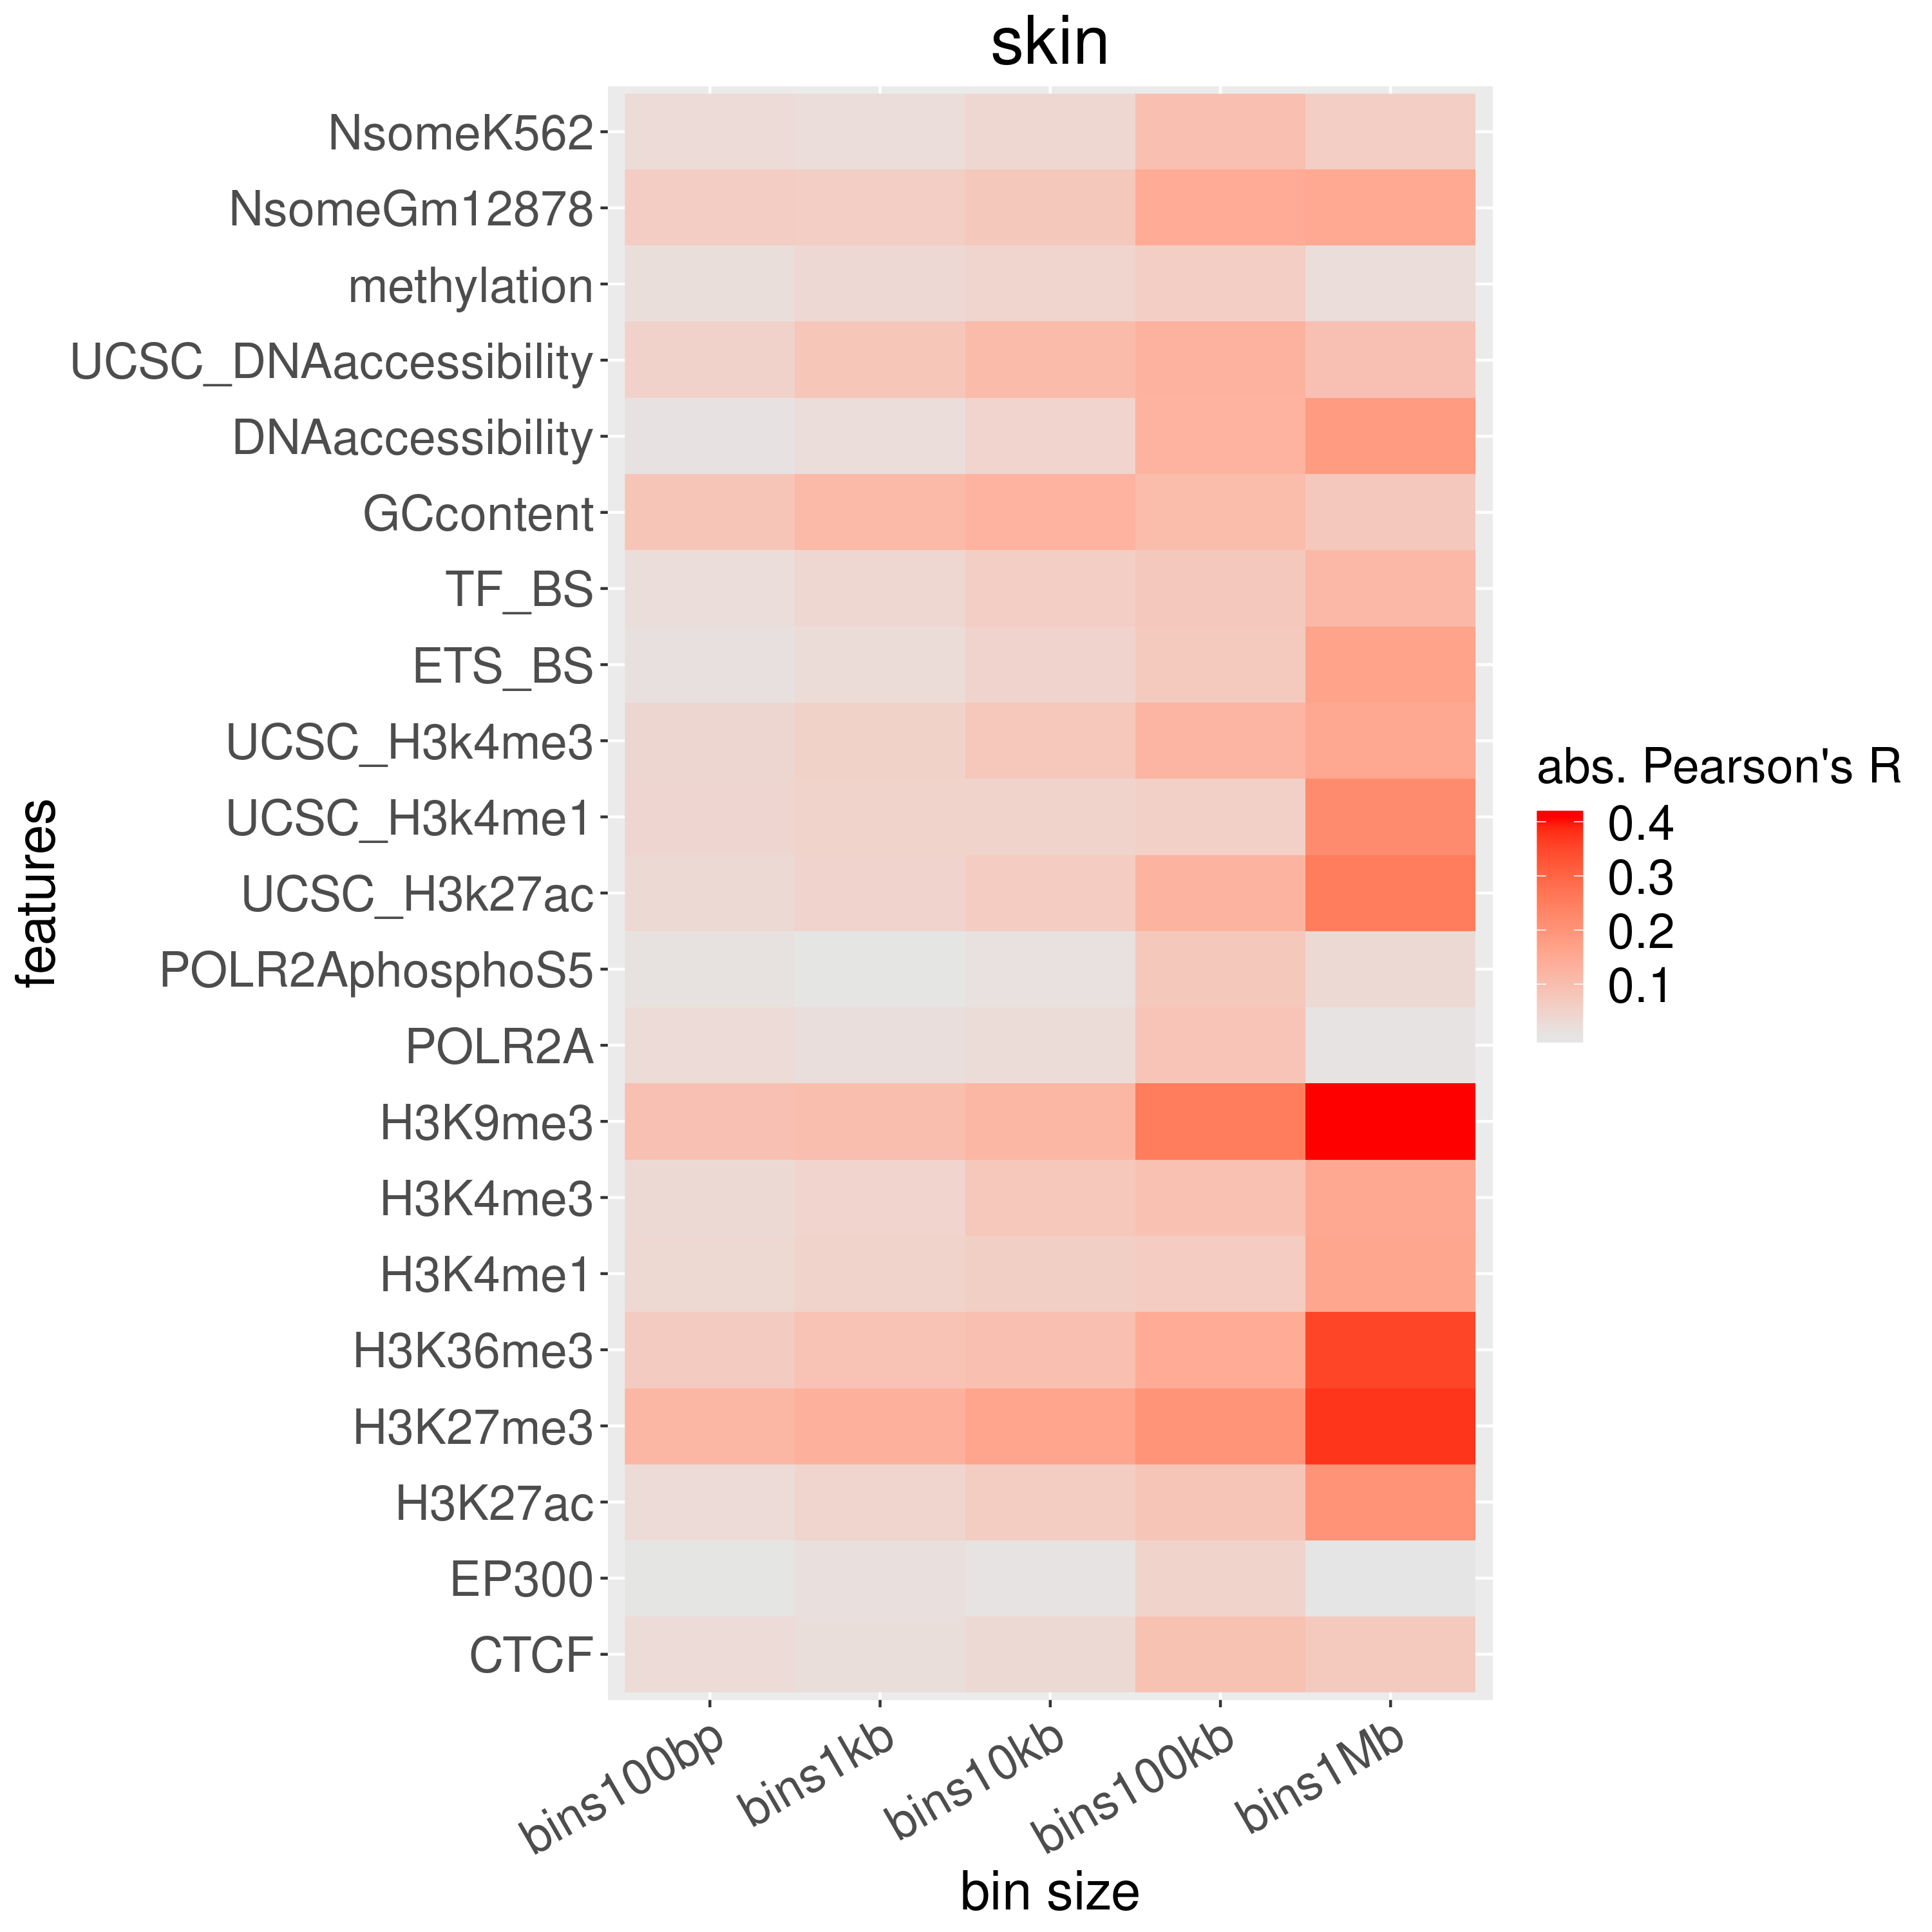 skin
NsomeK562
NsomeGm12878
methylation
UCSC_DNAaccessibility
DNAaccessibility
GCcontent
TF_BS
ETS_BS
UCSC_H3k4me3
UCSC_H3k4me1
UCSC_H3k27ac
POLR2AphosphoS5
POLR2A
H3K9me3
H3K4me3
H3K4me1
H3K36me3
H3K27me3
H3K27ac
EP300
CTCF
features
bins100bp
bins1kb
bins10kb
bins100kb
bins1Mb
bin size
abs. Pearson's R
0.4
0.3
0.2
0.1